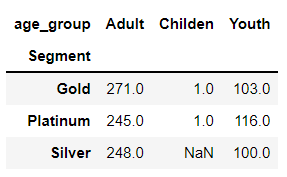 age_group Adult Childen Youth
Segment
Gold 271.0 1.0 103.0
Platinum 245.0 1.0 116.0
Silver 248.0 NaN 100.0